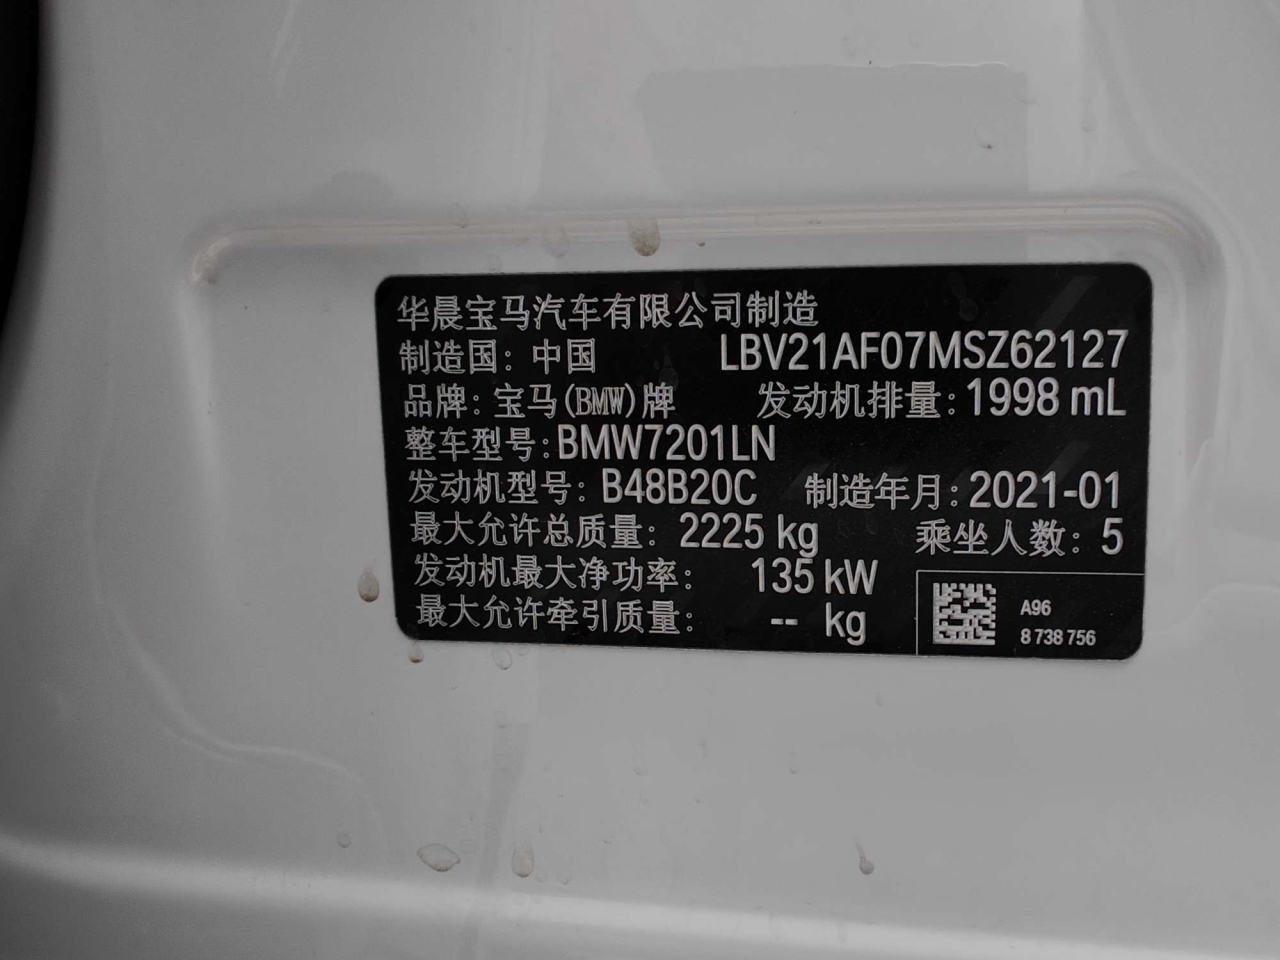 华晨宝马汽车有限公司制造
制造国: 中国 LBV21AF07MSZ62127
品牌: 宝马(BMW)牌 发动机排量: 1998 mL
整车型号: BMW7201LN
发动机型号: B48B20C 制造年月: 2021-01
最大允许总质量: 2225 kg 乘坐人数: 5
发动机最大净功率: 135 kW
最大允许牵引质量: -- kg
A96
8 738 756